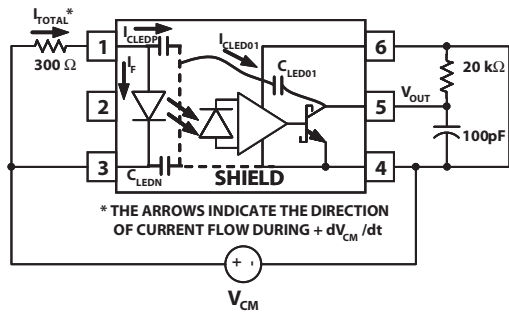 I_TOTAL*
300 Ω
1
2
3
I_CLEDP
I_F
C_LEDN
I_CLED01
C_LED01
SHIELD
6
5
4
V_OUT
20 kΩ
100pF
* THE ARROWS INDICATE THE DIRECTION
OF CURRENT FLOW DURING + dV_CM /dt
+ -
V_CM